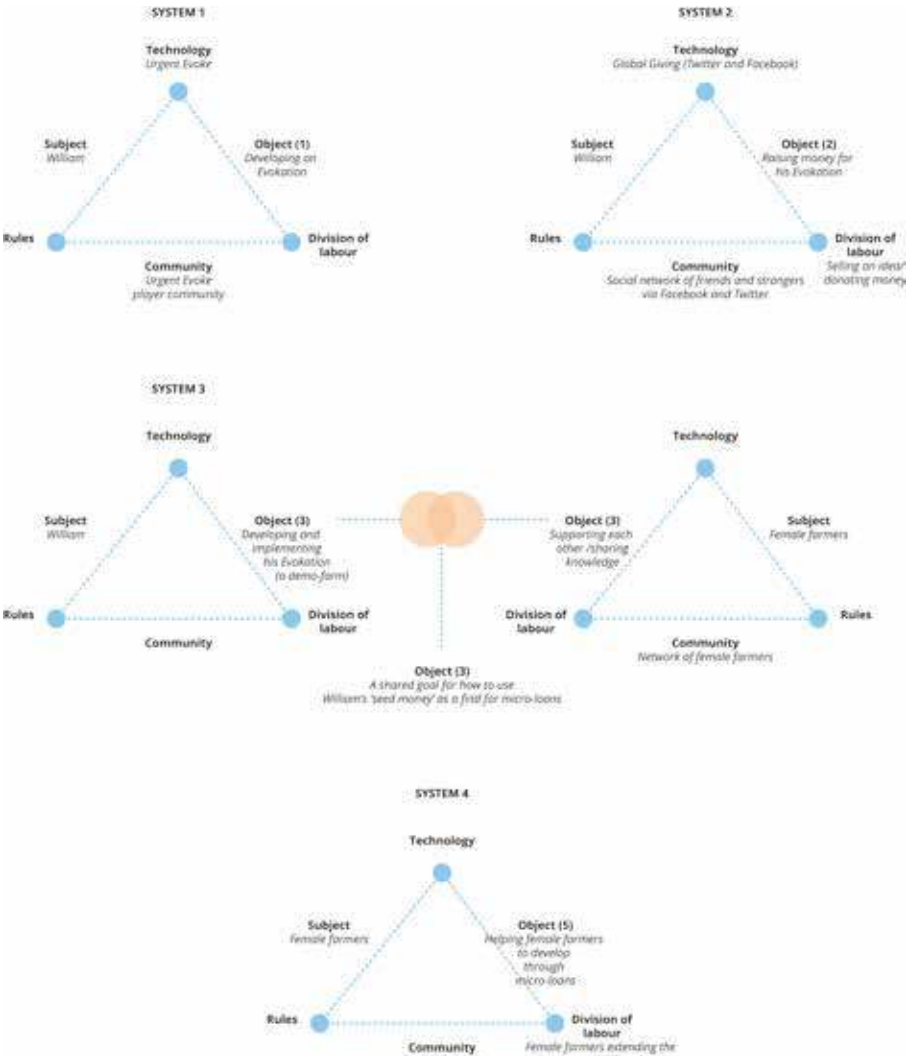 SYSTEM 1
Technology
Urgent Evoke
Subject
William
Object (1)
Developing an
Evokation
Rules
Division of
labour
Community
Urgent Evoke
player community
SYSTEM 2
Technology
Global Giving (Twitter and Facebook)
Subject
William
Object (2)
Raising money for
his Evokation
Rules
Division of
labour
Selling an idea/
donating money
Community
Social network of friends and strangers
via Facebook and Twitter
SYSTEM 3
Technology
Subject
William
Object (3)
Developing and
implementing
his Evokation
(a demo-farm)
Rules
Division of
labour
Community
Technology
Object (3)
Supporting each
other /sharing
knowledge
Subject
Female farmers
Division of
labour
Rules
Community
Network of female farmers
Object (3)
A shared goal for how to use
William's 'seed money' as a find for micro-loans
SYSTEM 4
Technology
Subject
Female farmers
Object (5)
Helping female farmers
to develop
through
micro-loans
Rules
Division of
labour
Female farmers extending the
Community